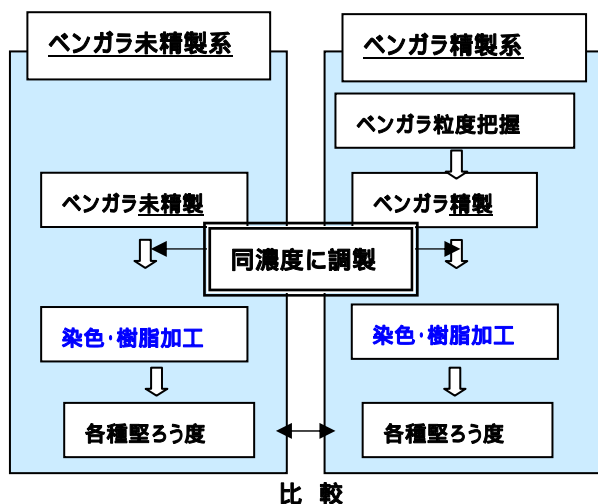 ベンガラ未精製系
ベンガラ精製系
ベンガラ粒度把握
ベンガラ未精製
ベンガラ精製
同濃度に調製
染色・樹脂加工
染色・樹脂加工
各種堅ろう度
各種堅ろう度
比 較